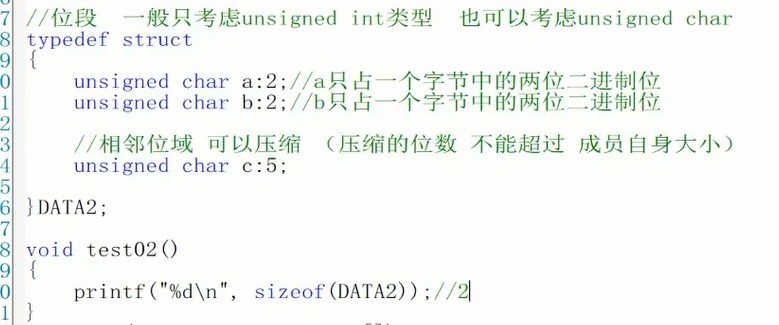 7 //位段 一般只考虑unsigned int类型 也可以考虑unsigned char
8 typedef struct
9 {
0 unsigned char a:2;//a只占一个字节中的两位二进制位
1 unsigned char b:2;//b只占一个字节中的两位二进制位
2
3 //相邻位域 可以压缩 （压缩的位数 不能超过 成员自身大小）
4 unsigned char c:5;
5
6 }DATA2;
7
8 void test02()
9 {
0 printf("%d\n", sizeof(DATA2));//2
1 }